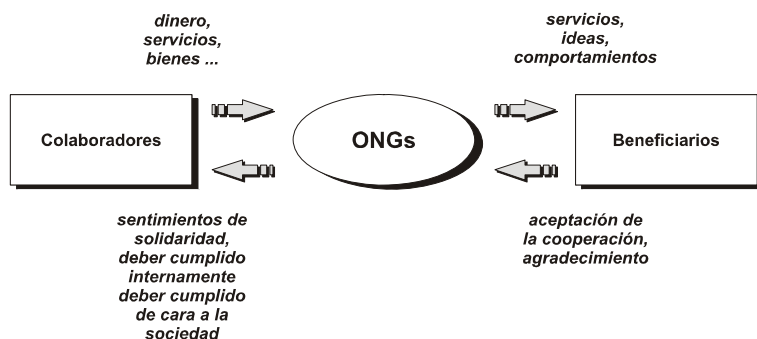 dinero,
servicios,
bienes ...
servicios,
ideas,
comportamientos
Colaboradores
ONGs
Beneficiarios
sentimientos de
solidaridad,
deber cumplido
internamente
deber cumplido
de cara a la
sociedad
aceptación de
la cooperación,
agradecimiento